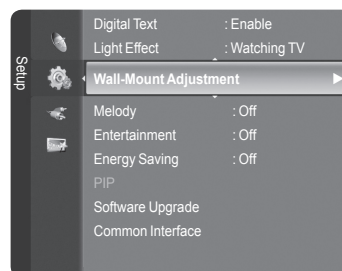 Setup
Digital Text : Enable
Light Effect : Watching TV
Wall-Mount Adjustment
Melody : Off
Entertainment : Off
Energy Saving : Off
PIP
Software Upgrade
Common Interface